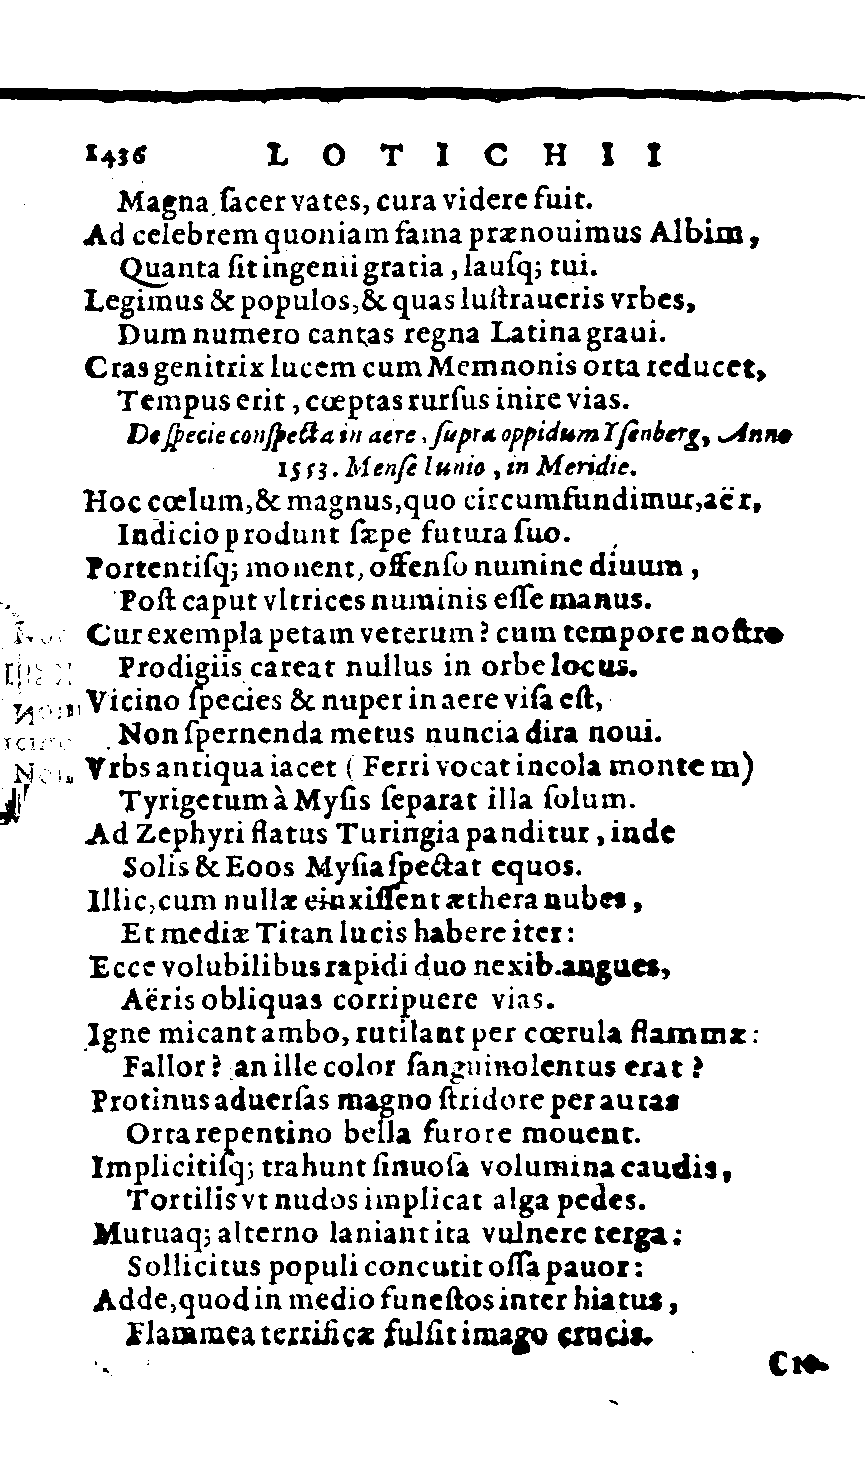 1436 LOTICHII
Magna sacer vates, cura videre fuit.
Ad celebrem quoniam fama prænouimus Albim,
Quanta sit ingenii gratia, lausq; tui.
Legimus & populos, & quas lustraueris vrbes,
Dum numero cantas regna Latina graui.
Cras genitrix lucem cum Memnonis orta reducet,
Tempus erit, cœptas rursus inire vias.
De specie conspecta in aere, supra oppidum Isenberg, Anno
1553. Mense Iunio, in Meridie.
Hoc cœlum, & magnus, quo circumfundimur, aër,
Indicio produnt sæpe futura suo.
Portentisq; monent, offenso numine diuum,
Post caput vltrices numinis esse manus.
Cur exempla petam veterum? cum tempore nostro
Prodigiis careat nullus in orbe locus.
Vicino species & nuper in aere visa est,
Non spernenda metus nuncia dira noui.
Vrbs antiqua iacet (Ferri vocat incola montem)
Tyrigetum à Mysis separat illa solum.
Ad Zephyri flatus Turingia panditur, inde
Solis & Eoos Mysia spectat equos.
Illic, cum nullæ cinxissent æthera nubes,
Et mediæ Titan lucis haberet iter:
Ecce volubilibus rapidi duo nexib. angues,
Aëris obliquas corripuere vias.
Igne micant ambo, rutilant per cœrula flammæ:
Fallor? an ille color sanguinolentus erat?
Protinus aduersas magno stridore per auras
Orta repentino bella furore mouent.
Implicitisq; trahunt sinuosa volumina caudis,
Tortilis vt nudos implicat alga pedes.
Mutuaq; alterno laniant ita vulnere terga:
Sollicitus populi concutit ossa pauor:
Adde, quod in medio funestos inter hiatus,
Flammea terrificæ fulsit imago crucis.